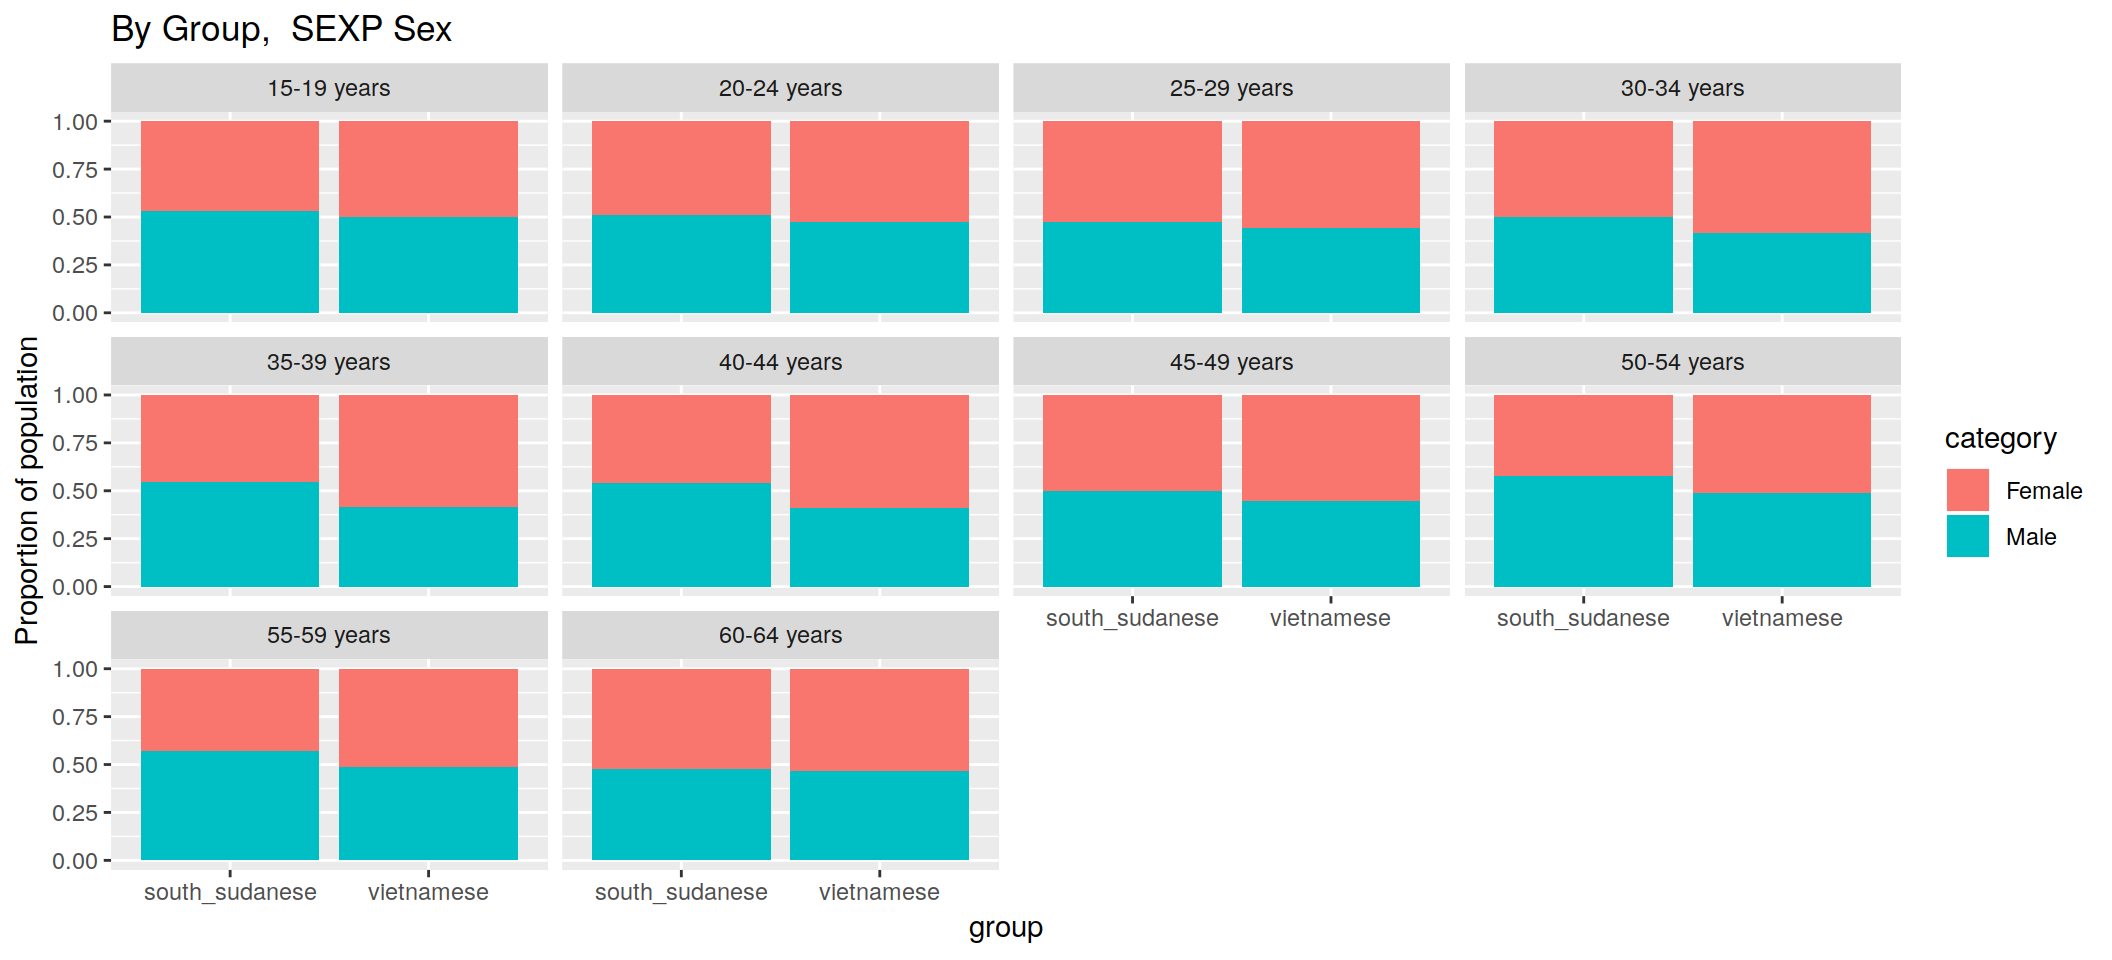 By Group,  SEXP Sex
15-19 years
20-24 years
25-29 years
30-34 years
1.00
0.75
0.50
0.25
0.00
35-39 years
40-44 years
45-49 years
50-54 years
1.00
0.75
0.50
0.25
0.00
south_sudanese
vietnamese
south_sudanese
vietnamese
55-59 years
60-64 years
1.00
0.75
0.50
0.25
0.00
south_sudanese
vietnamese
south_sudanese
vietnamese
group
Proportion of population
category
Female
Male